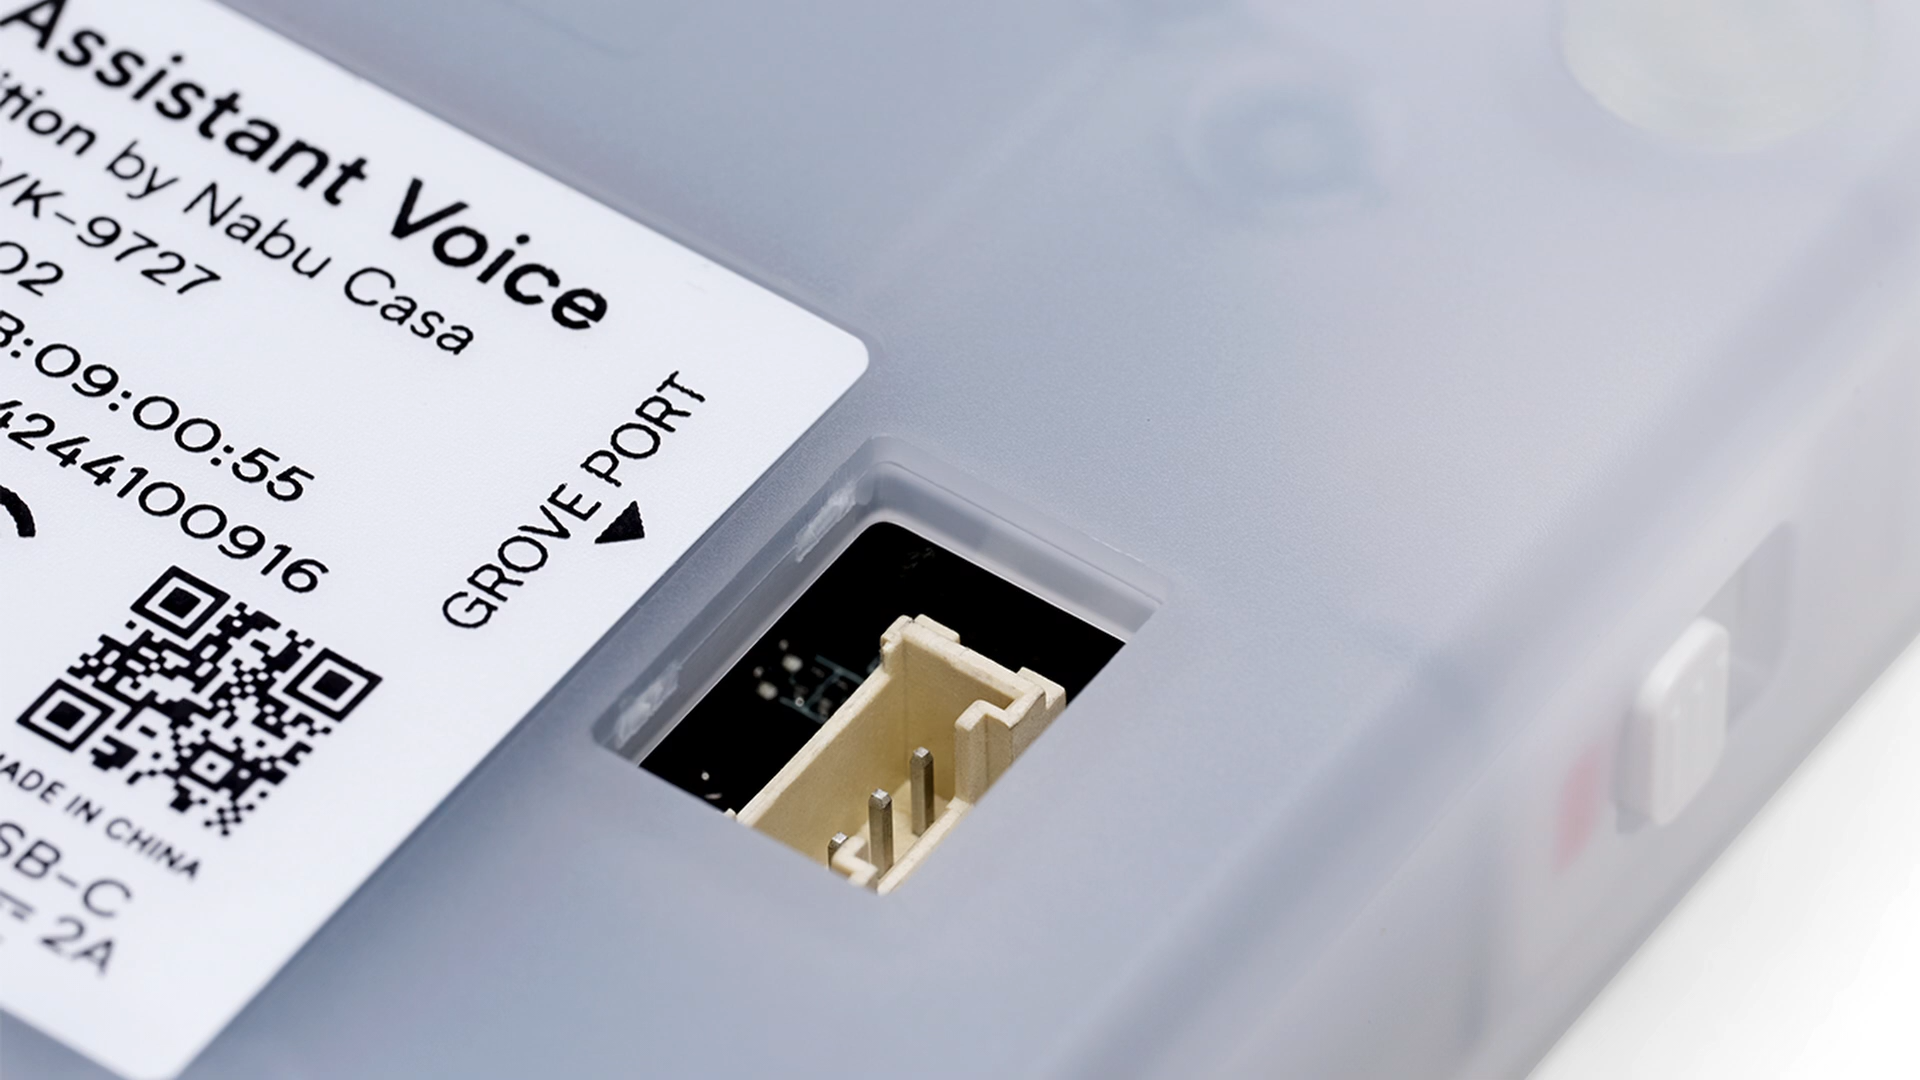 Assistant Voice
ition by Nabu Casa
VK-9727
02
B:09:00:55
4244100916
GROVE PORT
MADE IN CHINA
SB-C
2A